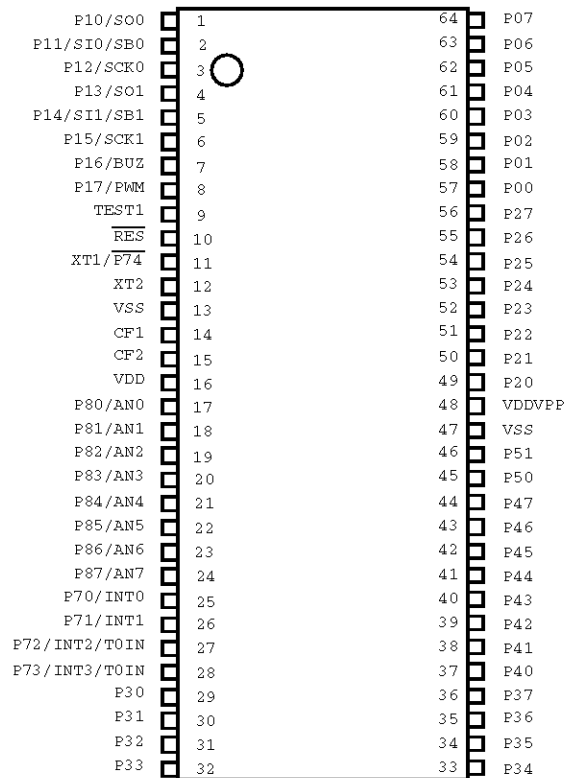 P10/SO0 1 64 P07
P11/SI0/SB0 2 63 P06
P12/SCK0 3 62 P05
P13/SO1 4 61 P04
P14/SI1/SB1 5 60 P03
P15/SCK1 6 59 P02
P16/BUZ 7 58 P01
P17/PWM 8 57 P00
TEST1 9 56 P27
RES 10 55 P26
XT1/P74 11 54 P25
XT2 12 53 P24
VSS 13 52 P23
CF1 14 51 P22
CF2 15 50 P21
VDD 16 49 P20
P80/AN0 17 48 VDDVPP
P81/AN1 18 47 VSS
P82/AN2 19 46 P51
P83/AN3 20 45 P50
P84/AN4 21 44 P47
P85/AN5 22 43 P46
P86/AN6 23 42 P45
P87/AN7 24 41 P44
P70/INT0 25 40 P43
P71/INT1 26 39 P42
P72/INT2/T0IN 27 38 P41
P73/INT3/T0IN 28 37 P40
P30 29 36 P37
P31 30 35 P36
P32 31 34 P35
P33 32 33 P34